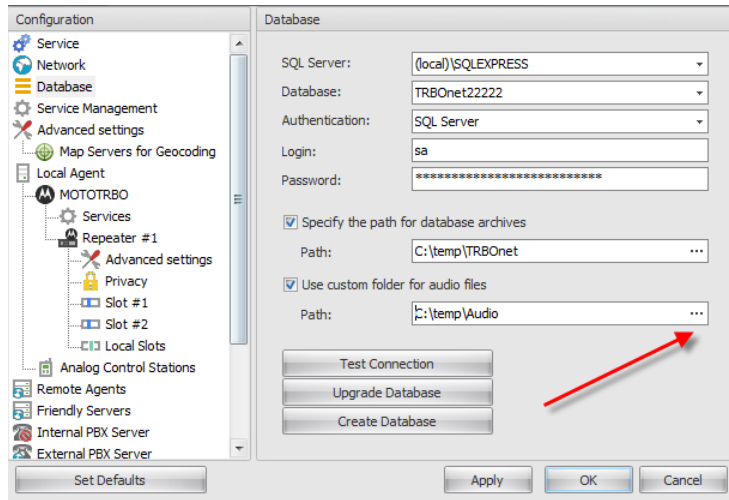 Configuration
Service
Network
Database
Service Management
Advanced settings
Map Servers for Geocoding
Local Agent
MOTOTRBO
Services
Repeater #1
Advanced settings
Privacy
Slot #1
Slot #2
Local Slots
Analog Control Stations
Remote Agents
Friendly Servers
Internal PBX Server
External PBX Server
Set Defaults
Database
SQL Server: (local)\SQLEXPRESS
Database: TRBOnet22222
Authentication: SQL Server
Login: sa
Password: **************************
Specify the path for database archives
Path: C:\temp\TRBOnet ...
Use custom folder for audio files
Path: C:\temp\Audio ...
Test Connection
Upgrade Database
Create Database
Apply OK Cancel